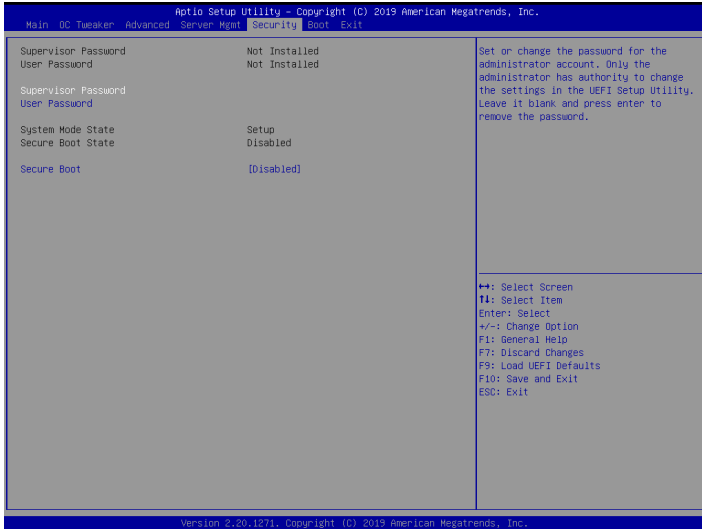 Aptio Setup Utility – Copyright (C) 2019 American Megatrends, Inc.
Main OC Tweaker Advanced Server Mgmt Security Boot Exit
Supervisor Password Not Installed
User Password Not Installed
Supervisor Password
User Password
System Mode State Setup
Secure Boot State Disabled
Secure Boot [Disabled]
Set or change the password for the
administrator account. Only the
administrator has authority to change
the settings in the UEFI Setup Utility.
Leave it blank and press enter to
remove the password.
↔: Select Screen
↑↓: Select Item
Enter: Select
+/-: Change Option
F1: General Help
F7: Discard Changes
F9: Load UEFI Defaults
F10: Save and Exit
ESC: Exit
Version 2.20.1271. Copyright (C) 2019 American Megatrends, Inc.